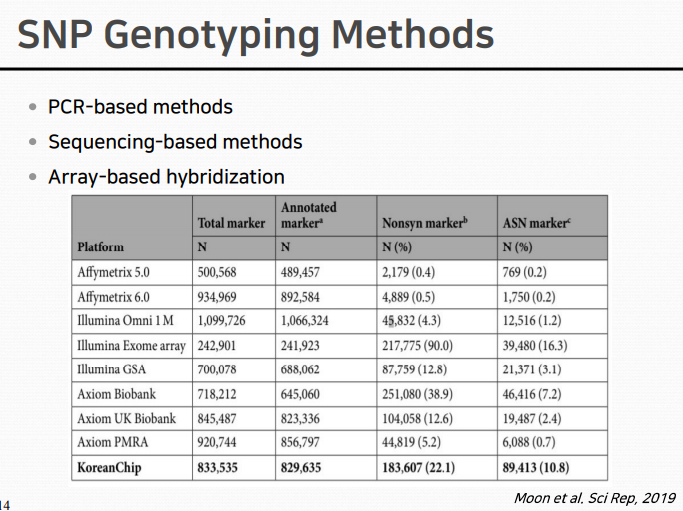 SNP Genotyping Methods
• PCR-based methods
• Sequencing-based methods
• Array-based hybridization
Platform Total marker N Annotated markerᵃ N Nonsyn markerᵇ N (%) ASN markerᶜ N (%)
Affymetrix 5.0 500,568 489,457 2,179 (0.4) 769 (0.2)
Affymetrix 6.0 934,969 892,584 4,889 (0.5) 1,750 (0.2)
Illumina Omni 1 M 1,099,726 1,066,324 45,832 (4.3) 12,516 (1.2)
Illumina Exome array 242,901 241,923 217,775 (90.0) 39,480 (16.3)
Illumina GSA 700,078 688,062 87,759 (12.8) 21,371 (3.1)
Axiom Biobank 718,212 645,060 251,080 (38.9) 46,416 (7.2)
Axiom UK Biobank 845,487 823,336 104,058 (12.6) 19,487 (2.4)
Axiom PMRA 920,744 856,797 44,819 (5.2) 6,088 (0.7)
KoreanChip 833,535 829,635 183,607 (22.1) 89,413 (10.8)
14
Moon et al. Sci Rep, 2019